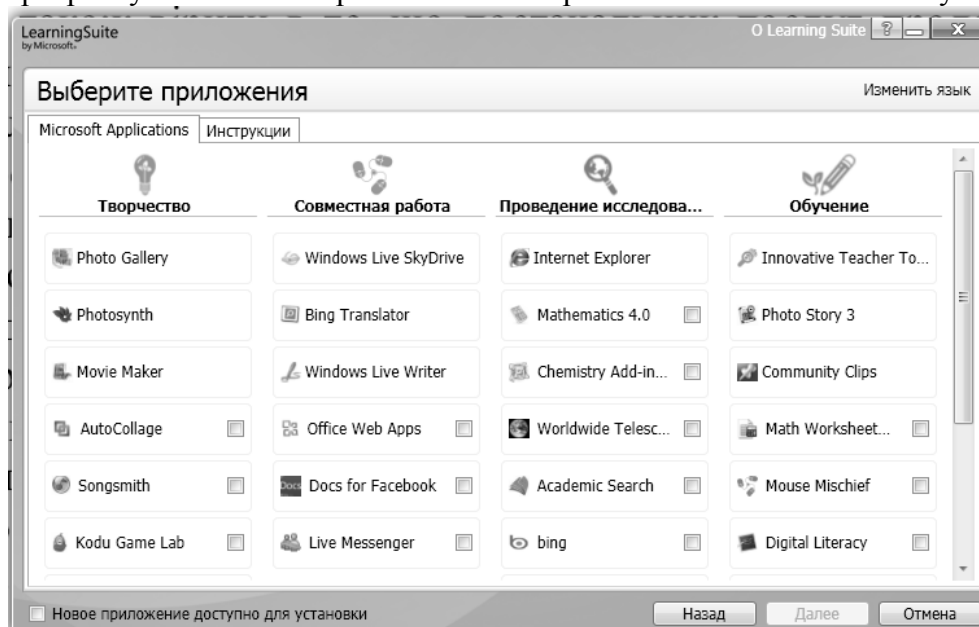 LearningSuite
by Microsoft
О Learning Suite
Выберите приложения
Изменить язык
Microsoft Applications
Инструкции
Творчество
Совместная работа
Проведение исследова...
Обучение
Photo Gallery
Windows Live SkyDrive
Internet Explorer
Innovative Teacher To...
Photosynth
Bing Translator
Mathematics 4.0
Photo Story 3
Movie Maker
Windows Live Writer
Chemistry Add-in...
Community Clips
AutoCollage
Office Web Apps
Worldwide Telesc...
Math Worksheet...
Songsmith
Docs
Docs for Facebook
Academic Search
Mouse Mischief
Kodu Game Lab
Live Messenger
bing
Digital Literacy
Новое приложение доступно для установки
Назад
Далее
Отмена